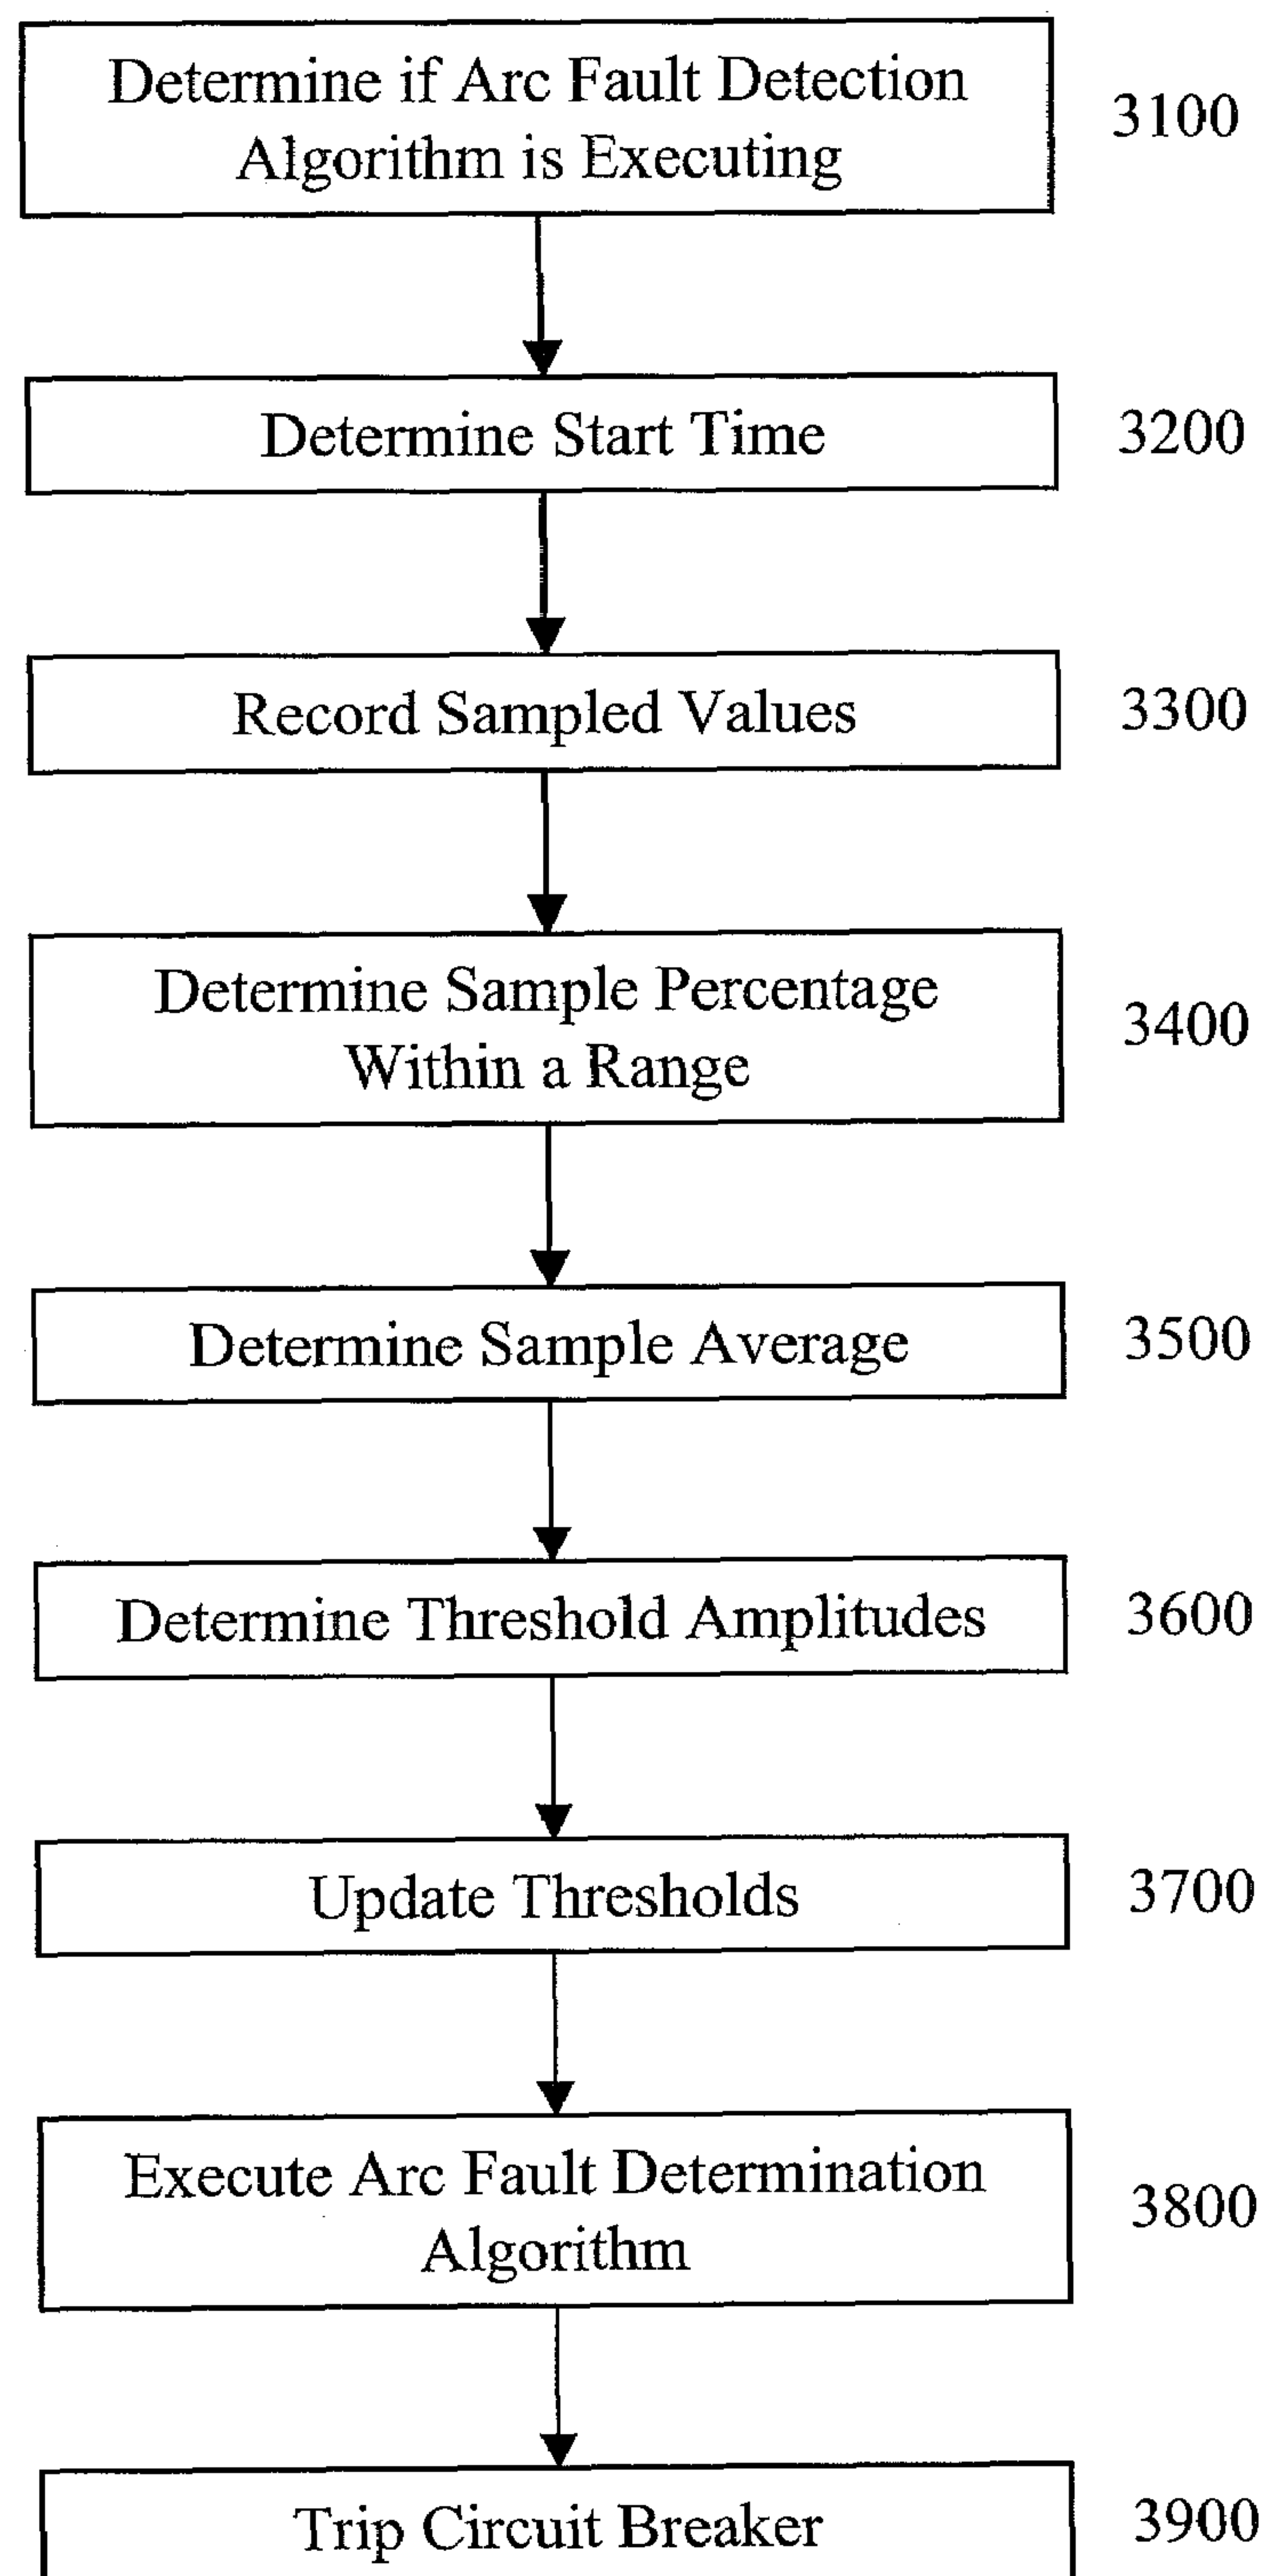 Determine if Arc Fault Detection
Algorithm is Executing
3100
Determine Start Time
3200
Record Sampled Values
3300
Determine Sample Percentage
Within a Range
3400
Determine Sample Average
3500
Determine Threshold Amplitudes
3600
Update Thresholds
3700
Execute Arc Fault Determination
Algorithm
3800
Trip Circuit Breaker
3900